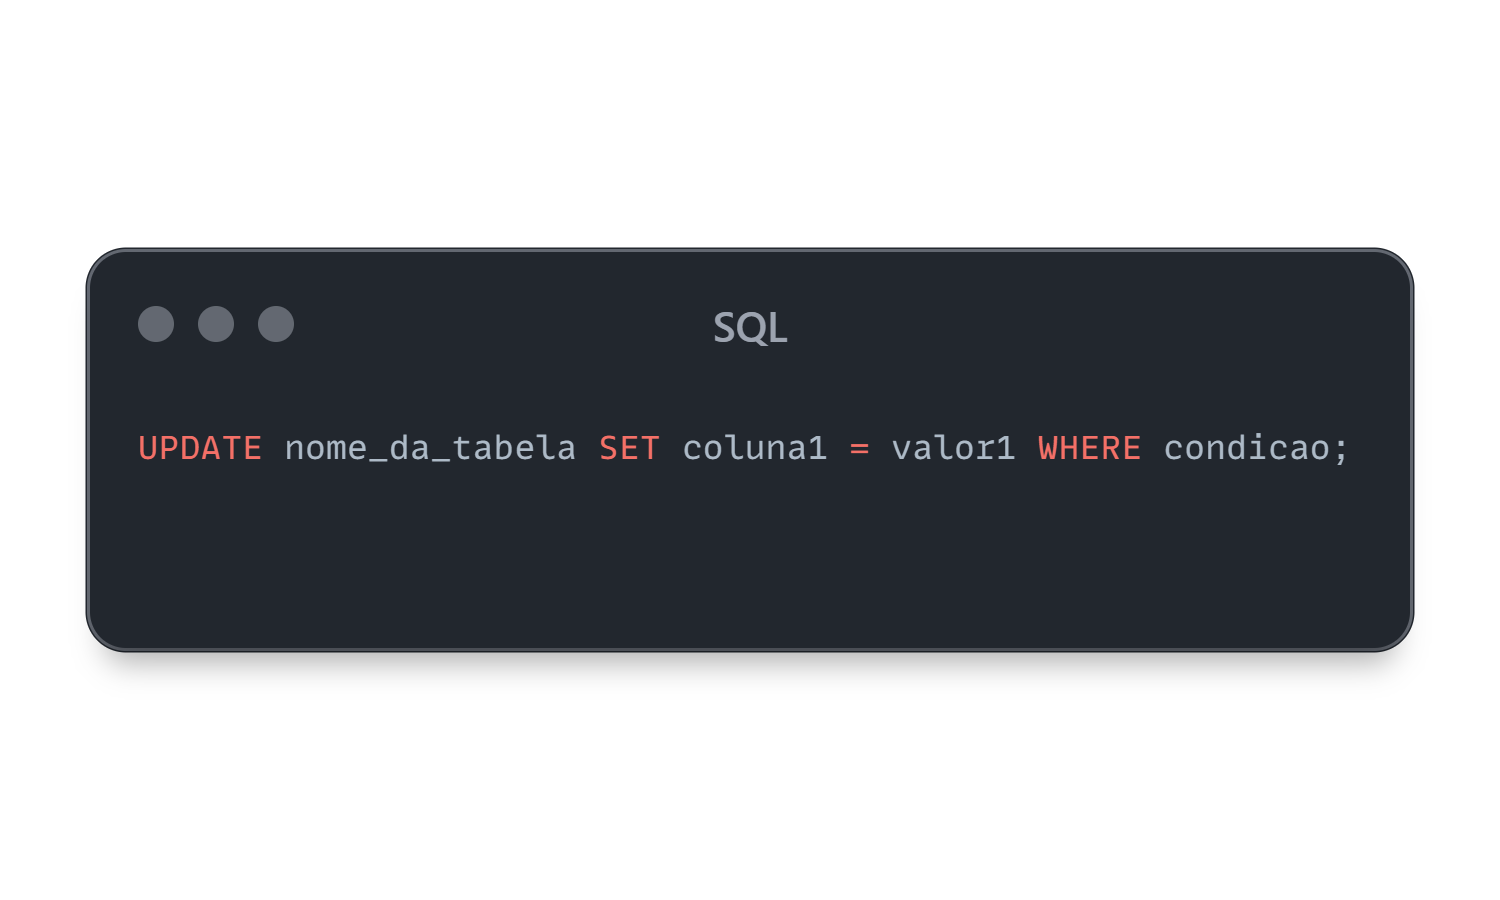 SQL
UPDATE nome_da_tabela SET coluna1 = valor1 WHERE condicao;